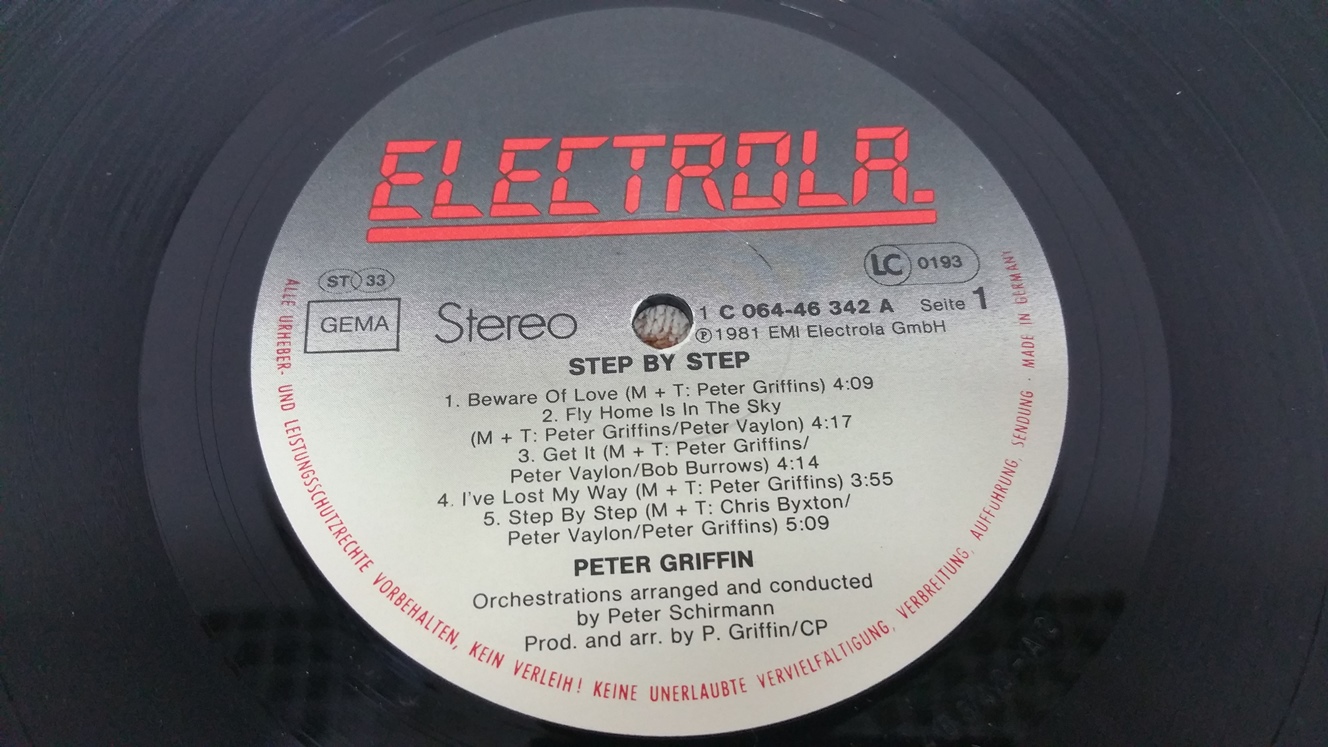 ELECTROLA.
ST 33
LC 0193
GEMA
Stereo
1 C 064-46 342 A Seite 1
℗1981 EMI Electrola GmbH
STEP BY STEP
1. Beware Of Love (M + T: Peter Griffins) 4:09
2. Fly Home Is In The Sky
(M + T: Peter Griffins/Peter Vaylon) 4:17
3. Get It (M + T: Peter Griffins/
Peter Vaylon/Bob Burrows) 4:14
4. I've Lost My Way (M + T: Peter Griffins) 3:55
5. Step By Step (M + T: Chris Byxton/
Peter Vaylon/Peter Griffins) 5:09
PETER GRIFFIN
Orchestrations arranged and conducted
by Peter Schirmann
Prod. and arr. by P. Griffin/CP
ALLE URHEBER- UND LEISTUNGSSCHUTZRECHTE VORBEHALTEN, KEIN VERLEIH! KEINE UNERLAUBTE VERVIELFÄLTIGUNG, VERBREITUNG, AUFFÜHRUNG, SENDUNG · MADE IN GERMANY